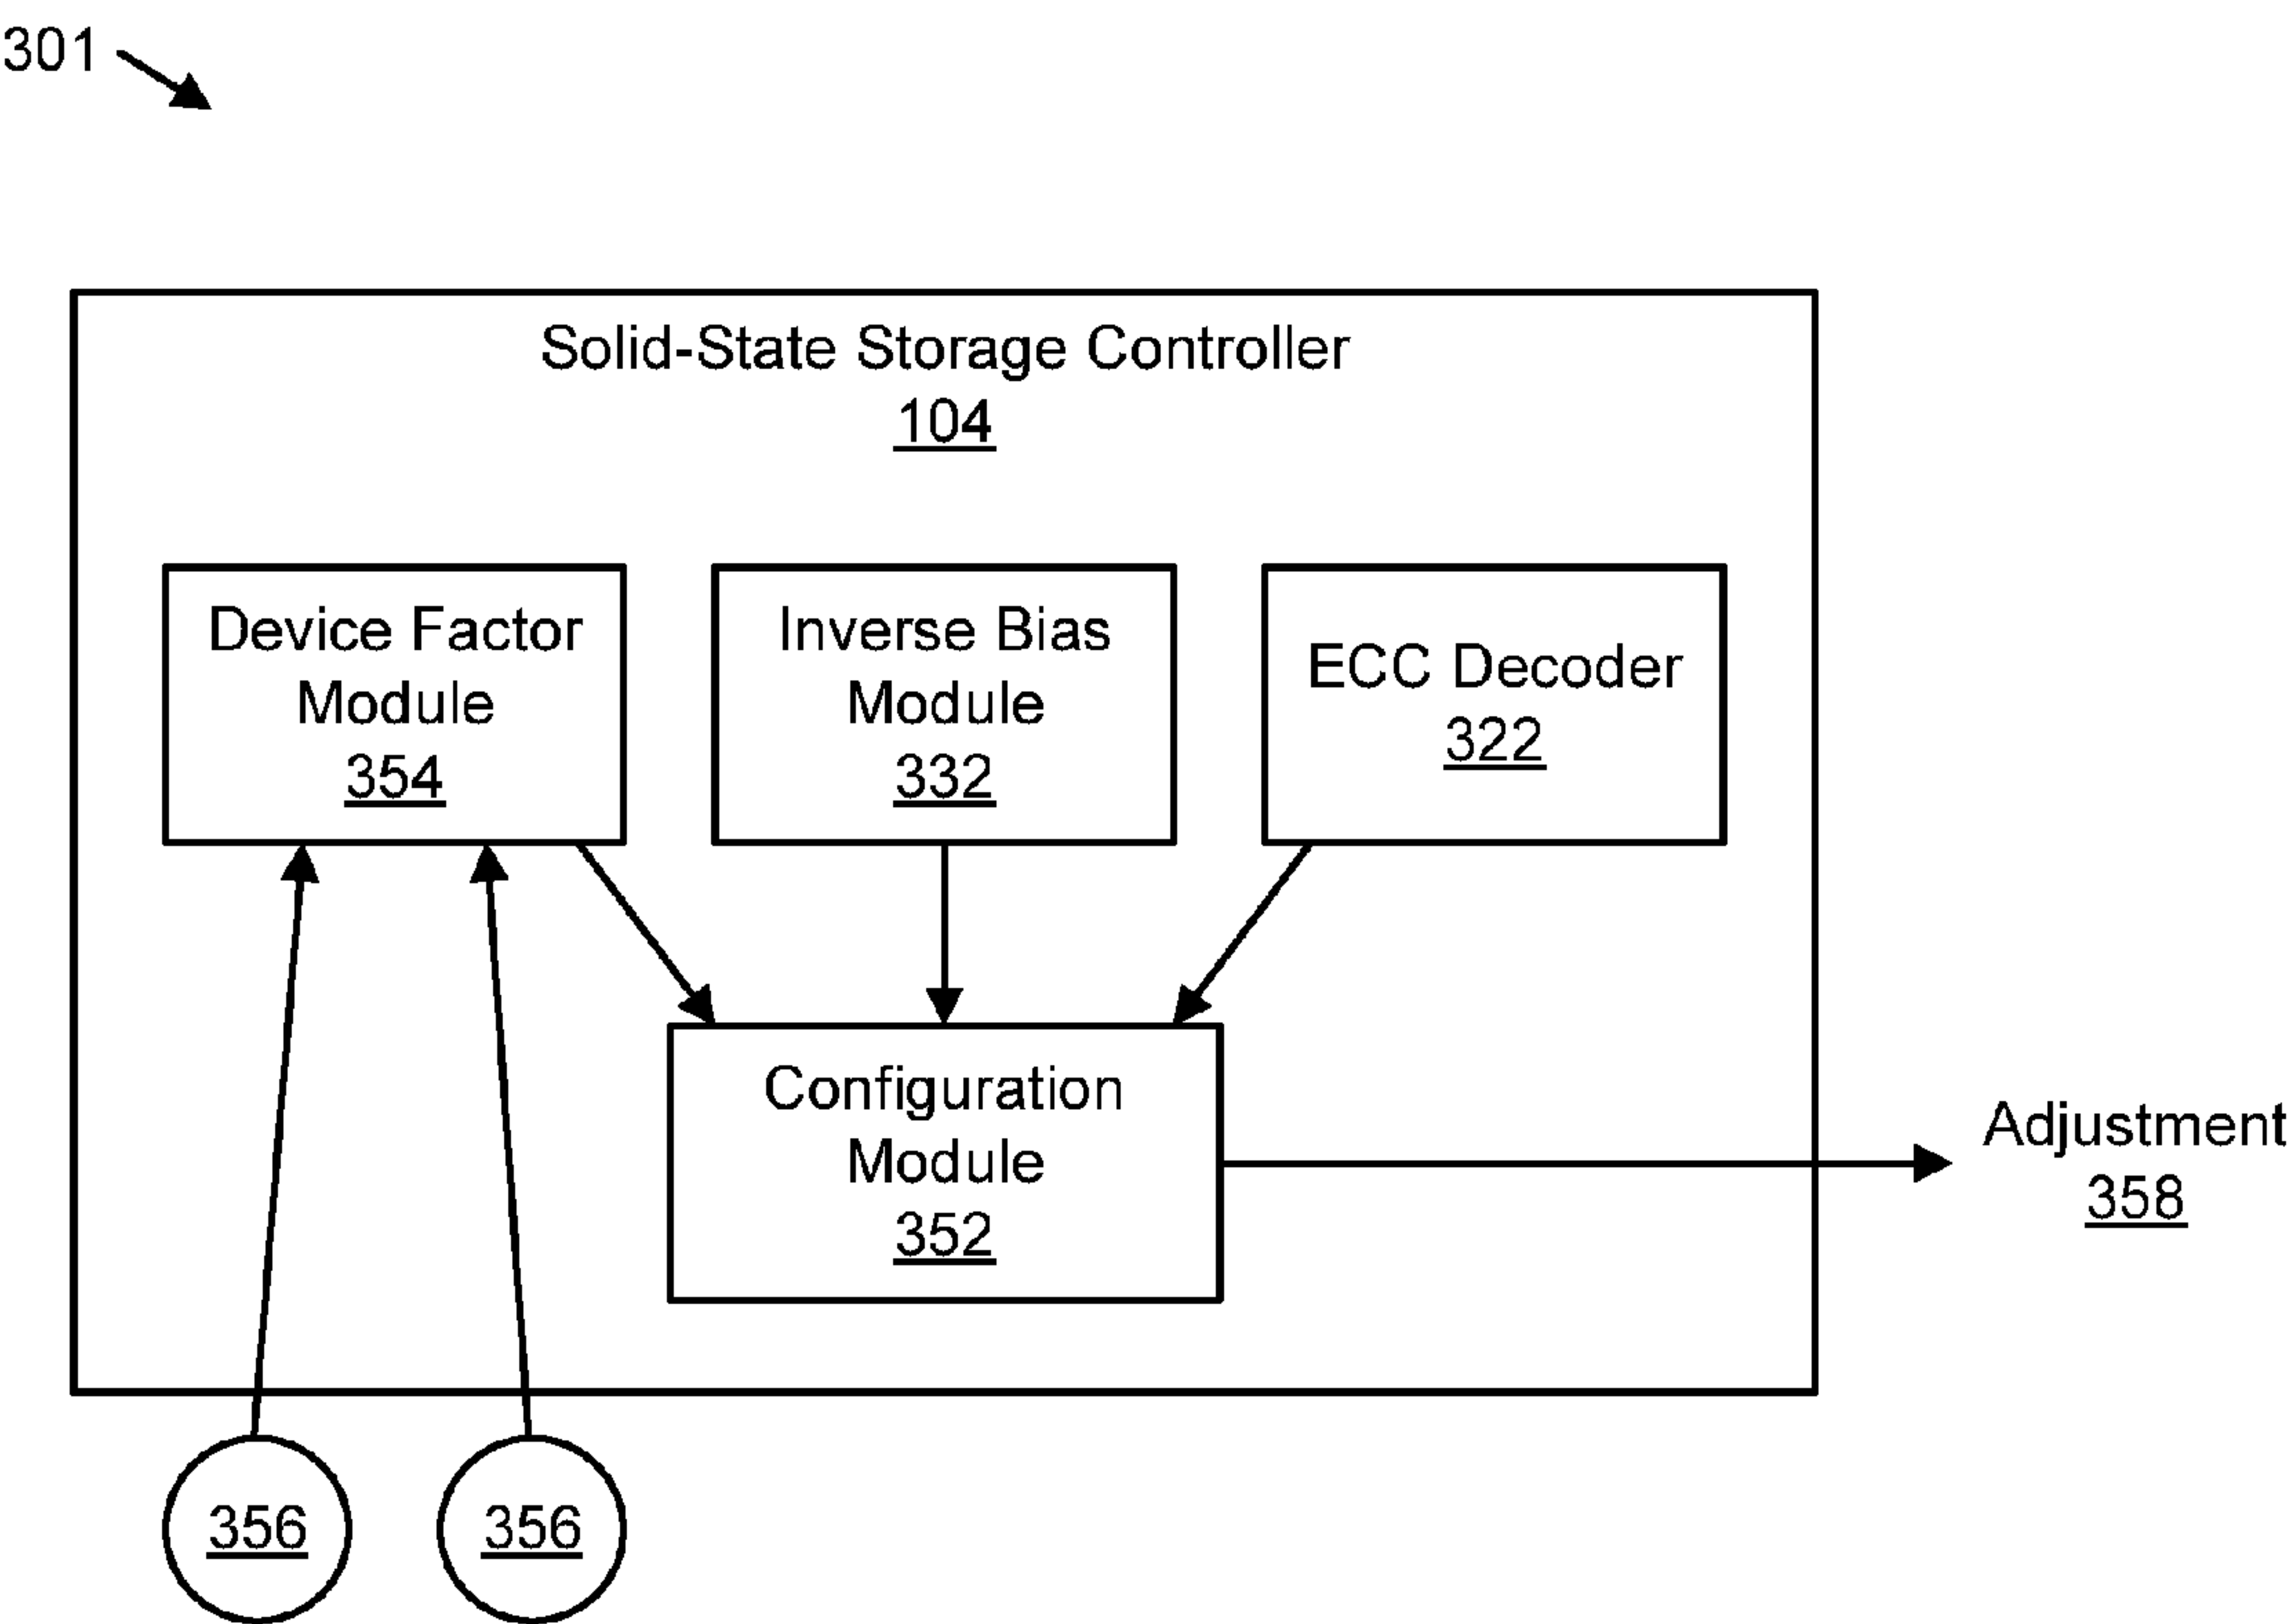 301
Solid-State Storage Controller
104
Device Factor
Module
354
Inverse Bias
Module
332
ECC Decoder
322
Configuration
Module
352
Adjustment
358
356
356